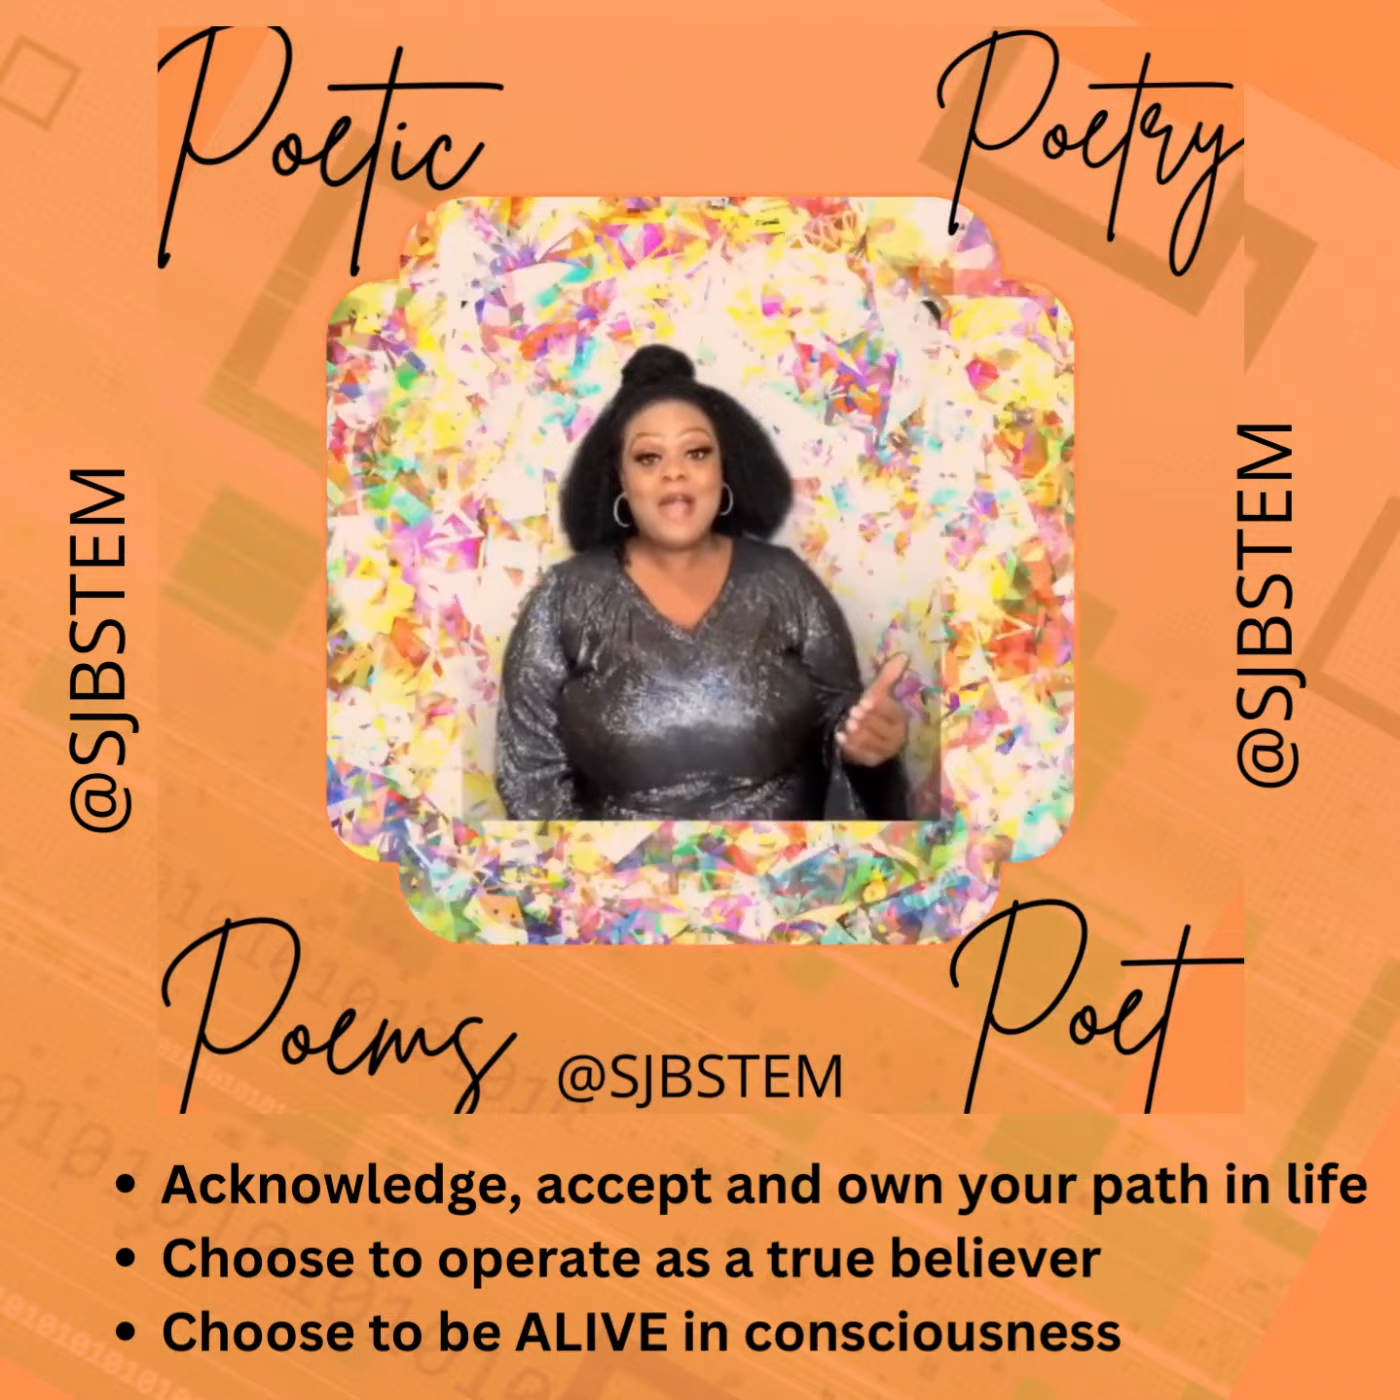 Poetic
Poetry
@SJBSTEM
@SJBSTEM
Poems
@SJBSTEM
Poet
• Acknowledge, accept and own your path in life
• Choose to operate as a true believer
• Choose to be ALIVE in consciousness